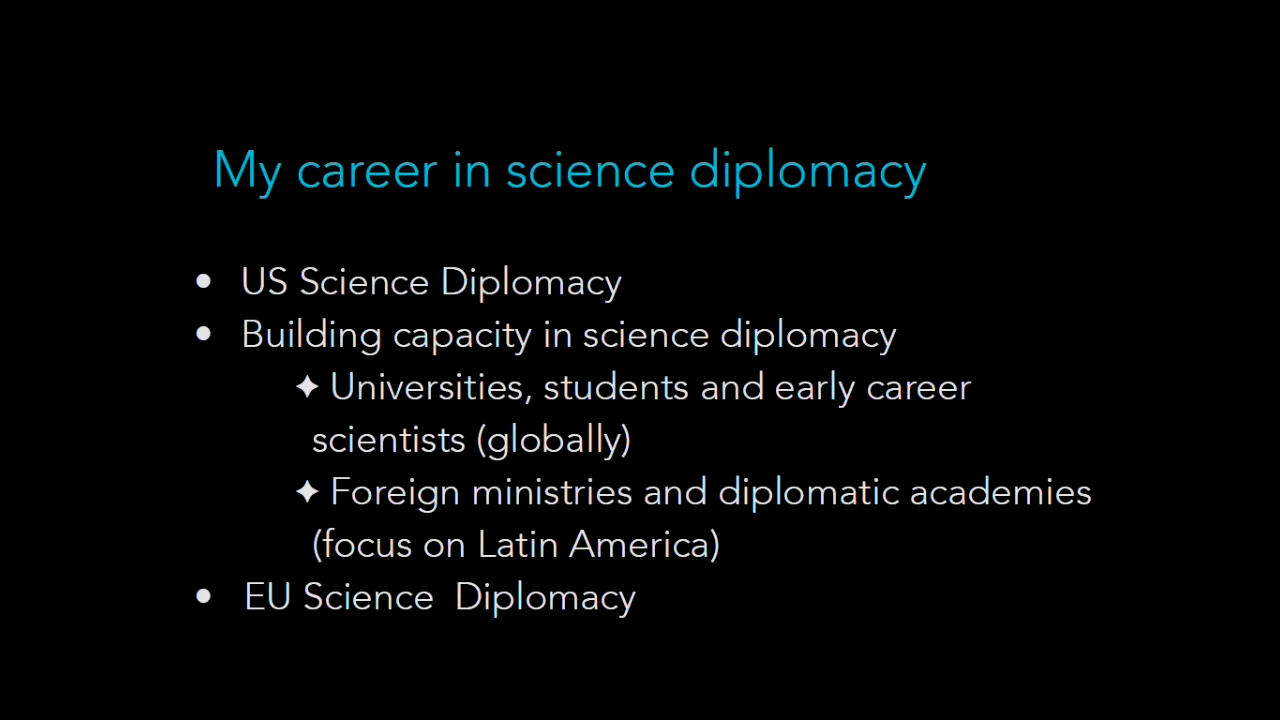 My career in science diplomacy
• US Science Diplomacy
• Building capacity in science diplomacy
✦ Universities, students and early career
scientists (globally)
✦ Foreign ministries and diplomatic academies
(focus on Latin America)
• EU Science  Diplomacy